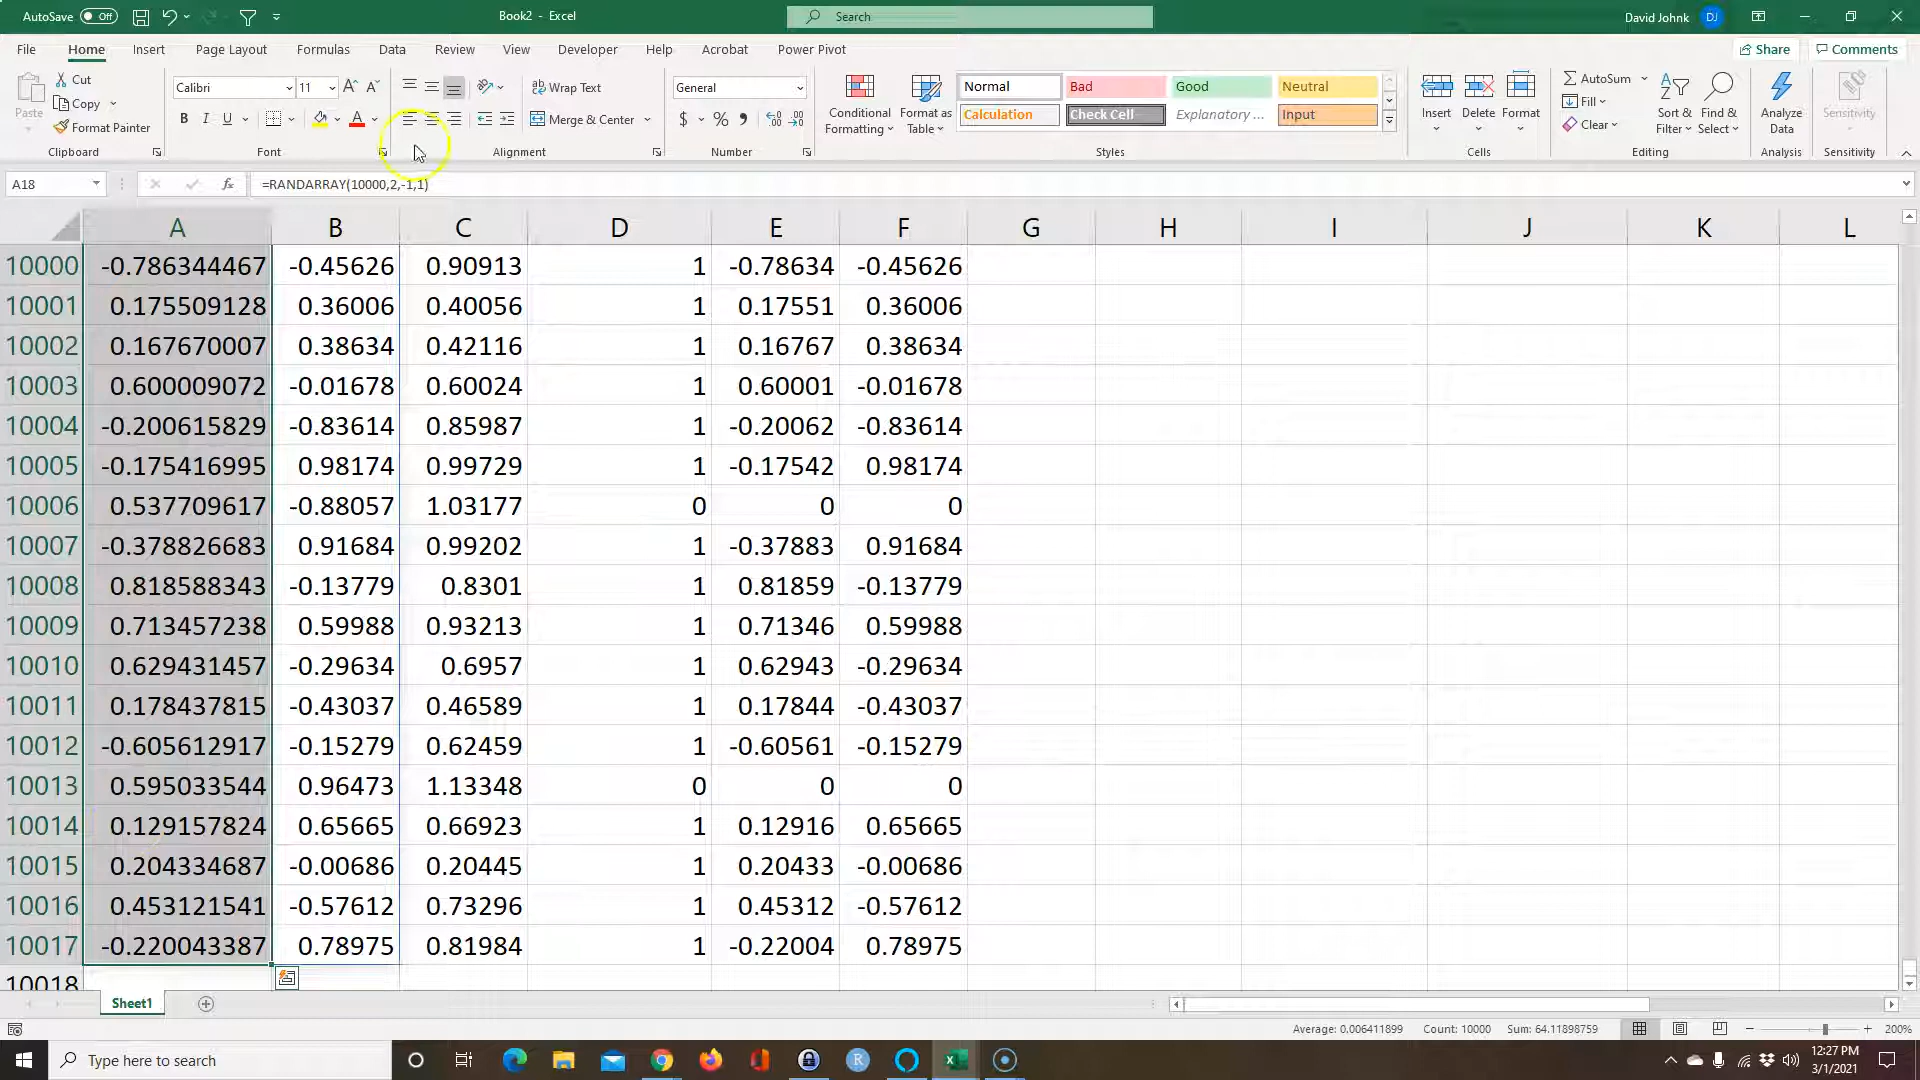 AutoSave Off Book2 - Excel Search David Johnk DJ
File Home Insert Page Layout Formulas Data Review View Developer Help Acrobat Power Pivot Share Comments
Paste Cut Copy Format Painter
Calibri 11 A A B I U A
Wrap Text Merge & Center
General $ % 9
Conditional Formatting Format as Table
Normal Bad Good Neutral
Calculation Check Cell Explanatory ... Input
Insert Delete Format
AutoSum Fill Clear Sort & Filter Find & Select
Analyze Data Sensitivity
Clipboard Font Alignment Number Styles Cells Editing Analysis Sensitivity
A18 fx =RANDARRAY(10000,2,-1,1)
A B C D E F G H I J K L
10000 -0.786344467 -0.45626 0.90913 1 -0.78634 -0.45626
10001 0.175509128 0.36006 0.40056 1 0.17551 0.36006
10002 0.167670007 0.38634 0.42116 1 0.16767 0.38634
10003 0.600009072 -0.01678 0.60024 1 0.60001 -0.01678
10004 -0.200615829 -0.83614 0.85987 1 -0.20062 -0.83614
10005 -0.175416995 0.98174 0.99729 1 -0.17542 0.98174
10006 0.537709617 -0.88057 1.03177 0 0 0
10007 -0.378826683 0.91684 0.99202 1 -0.37883 0.91684
10008 0.818588343 -0.13779 0.8301 1 0.81859 -0.13779
10009 0.713457238 0.59988 0.93213 1 0.71346 0.59988
10010 0.629431457 -0.29634 0.6957 1 0.62943 -0.29634
10011 0.178437815 -0.43037 0.46589 1 0.17844 -0.43037
10012 -0.605612917 -0.15279 0.62459 1 -0.60561 -0.15279
10013 0.595033544 0.96473 1.13348 0 0 0
10014 0.129157824 0.65665 0.66923 1 0.12916 0.65665
10015 0.204334687 -0.00686 0.20445 1 0.20433 -0.00686
10016 0.453121541 -0.57612 0.73296 1 0.45312 -0.57612
10017 -0.220043387 0.78975 0.81984 1 -0.22004 0.78975
10018
Sheet1
Average: 0.006411899 Count: 10000 Sum: 64.11898759 200%
Type here to search R 12:27 PM
3/1/2021